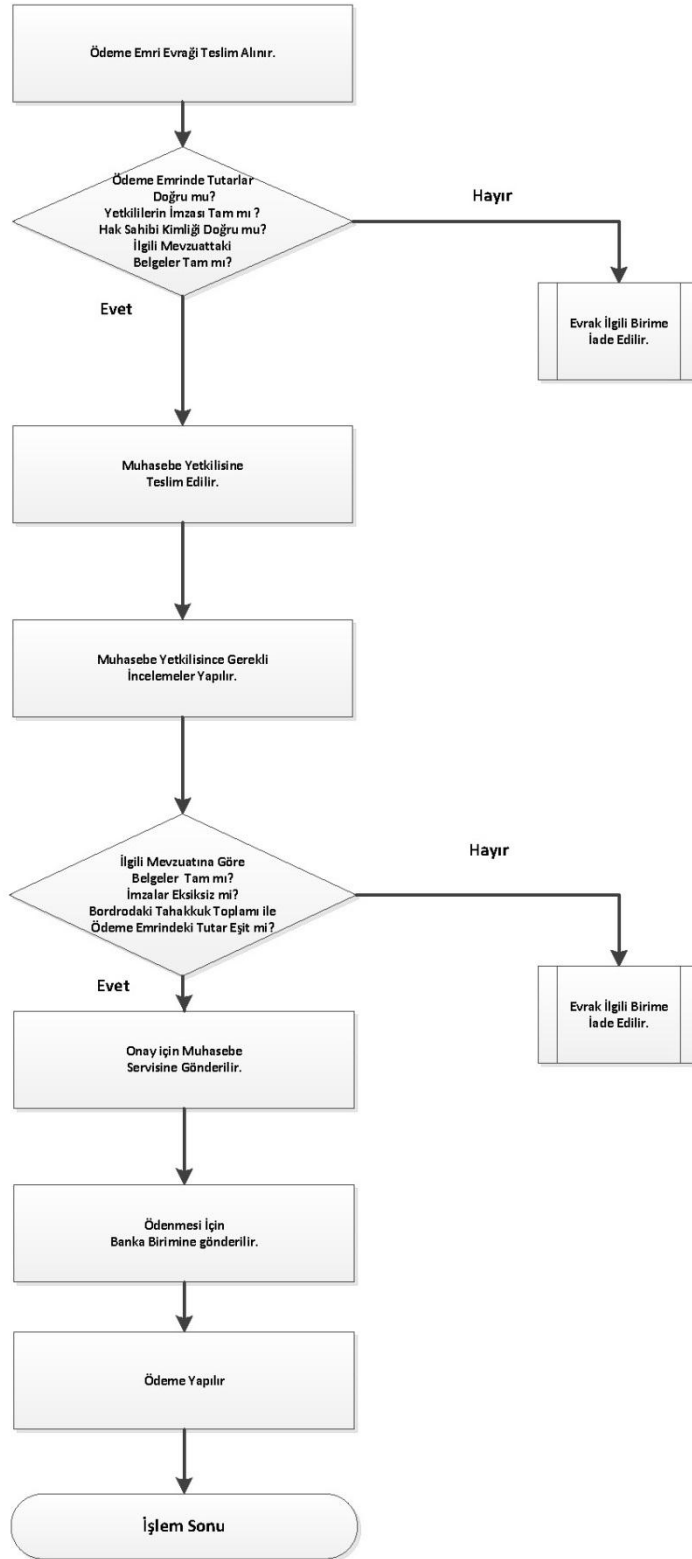 Ödeme Emri Evraği Teslim Alınır.
Ödeme Emrinde Tutarlar
Doğru mu?
Yetkililerin İmzası Tam mı ?
Hak Sahibi Kimliği Doğru mu?
İlgili Mevzuattaki
Belgeler Tam mı?
Hayır
Evet
Evrak İlgili Birime
İade Edilir.
Muhasebe Yetkilisine
Teslim Edilir.
Muhasebe Yetkilisince Gerekli
İncelemeler Yapılır.
İlgili Mevzuatına Göre
Belgeler Tam mı?
İmzalar Eksiksiz mi?
Bordrodaki Tahakkuk Toplamı ile
Ödeme Emrindeki Tutar Eşit mi?
Hayır
Evet
Evrak İlgili Birime
İade Edilir.
Onay için Muhasebe
Servisine Gönderilir.
Ödenmesi İçin
Banka Birimine gönderilir.
Ödeme Yapılır
İşlem Sonu